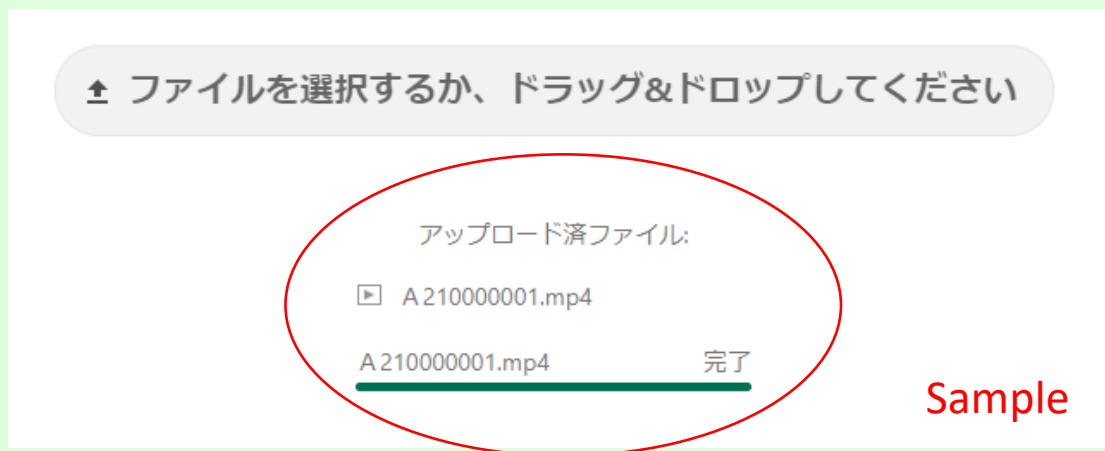 ファイルを選択するか、ドラッグ&ドロップしてください
アップロード済ファイル:
A210000001.mp4
A210000001.mp4 完了
Sample